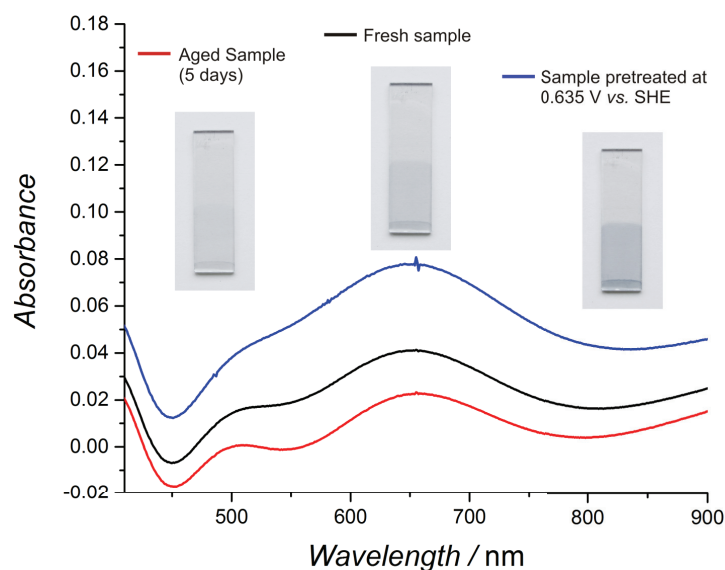 0.18
0.16
0.14
0.12
0.10
0.08
0.06
0.04
0.02
0.00
-0.02
Absorbance
Aged Sample
(5 days)
Fresh sample
Sample pretreated at
0.635 V vs. SHE
500
600
700
800
900
Wavelength / nm